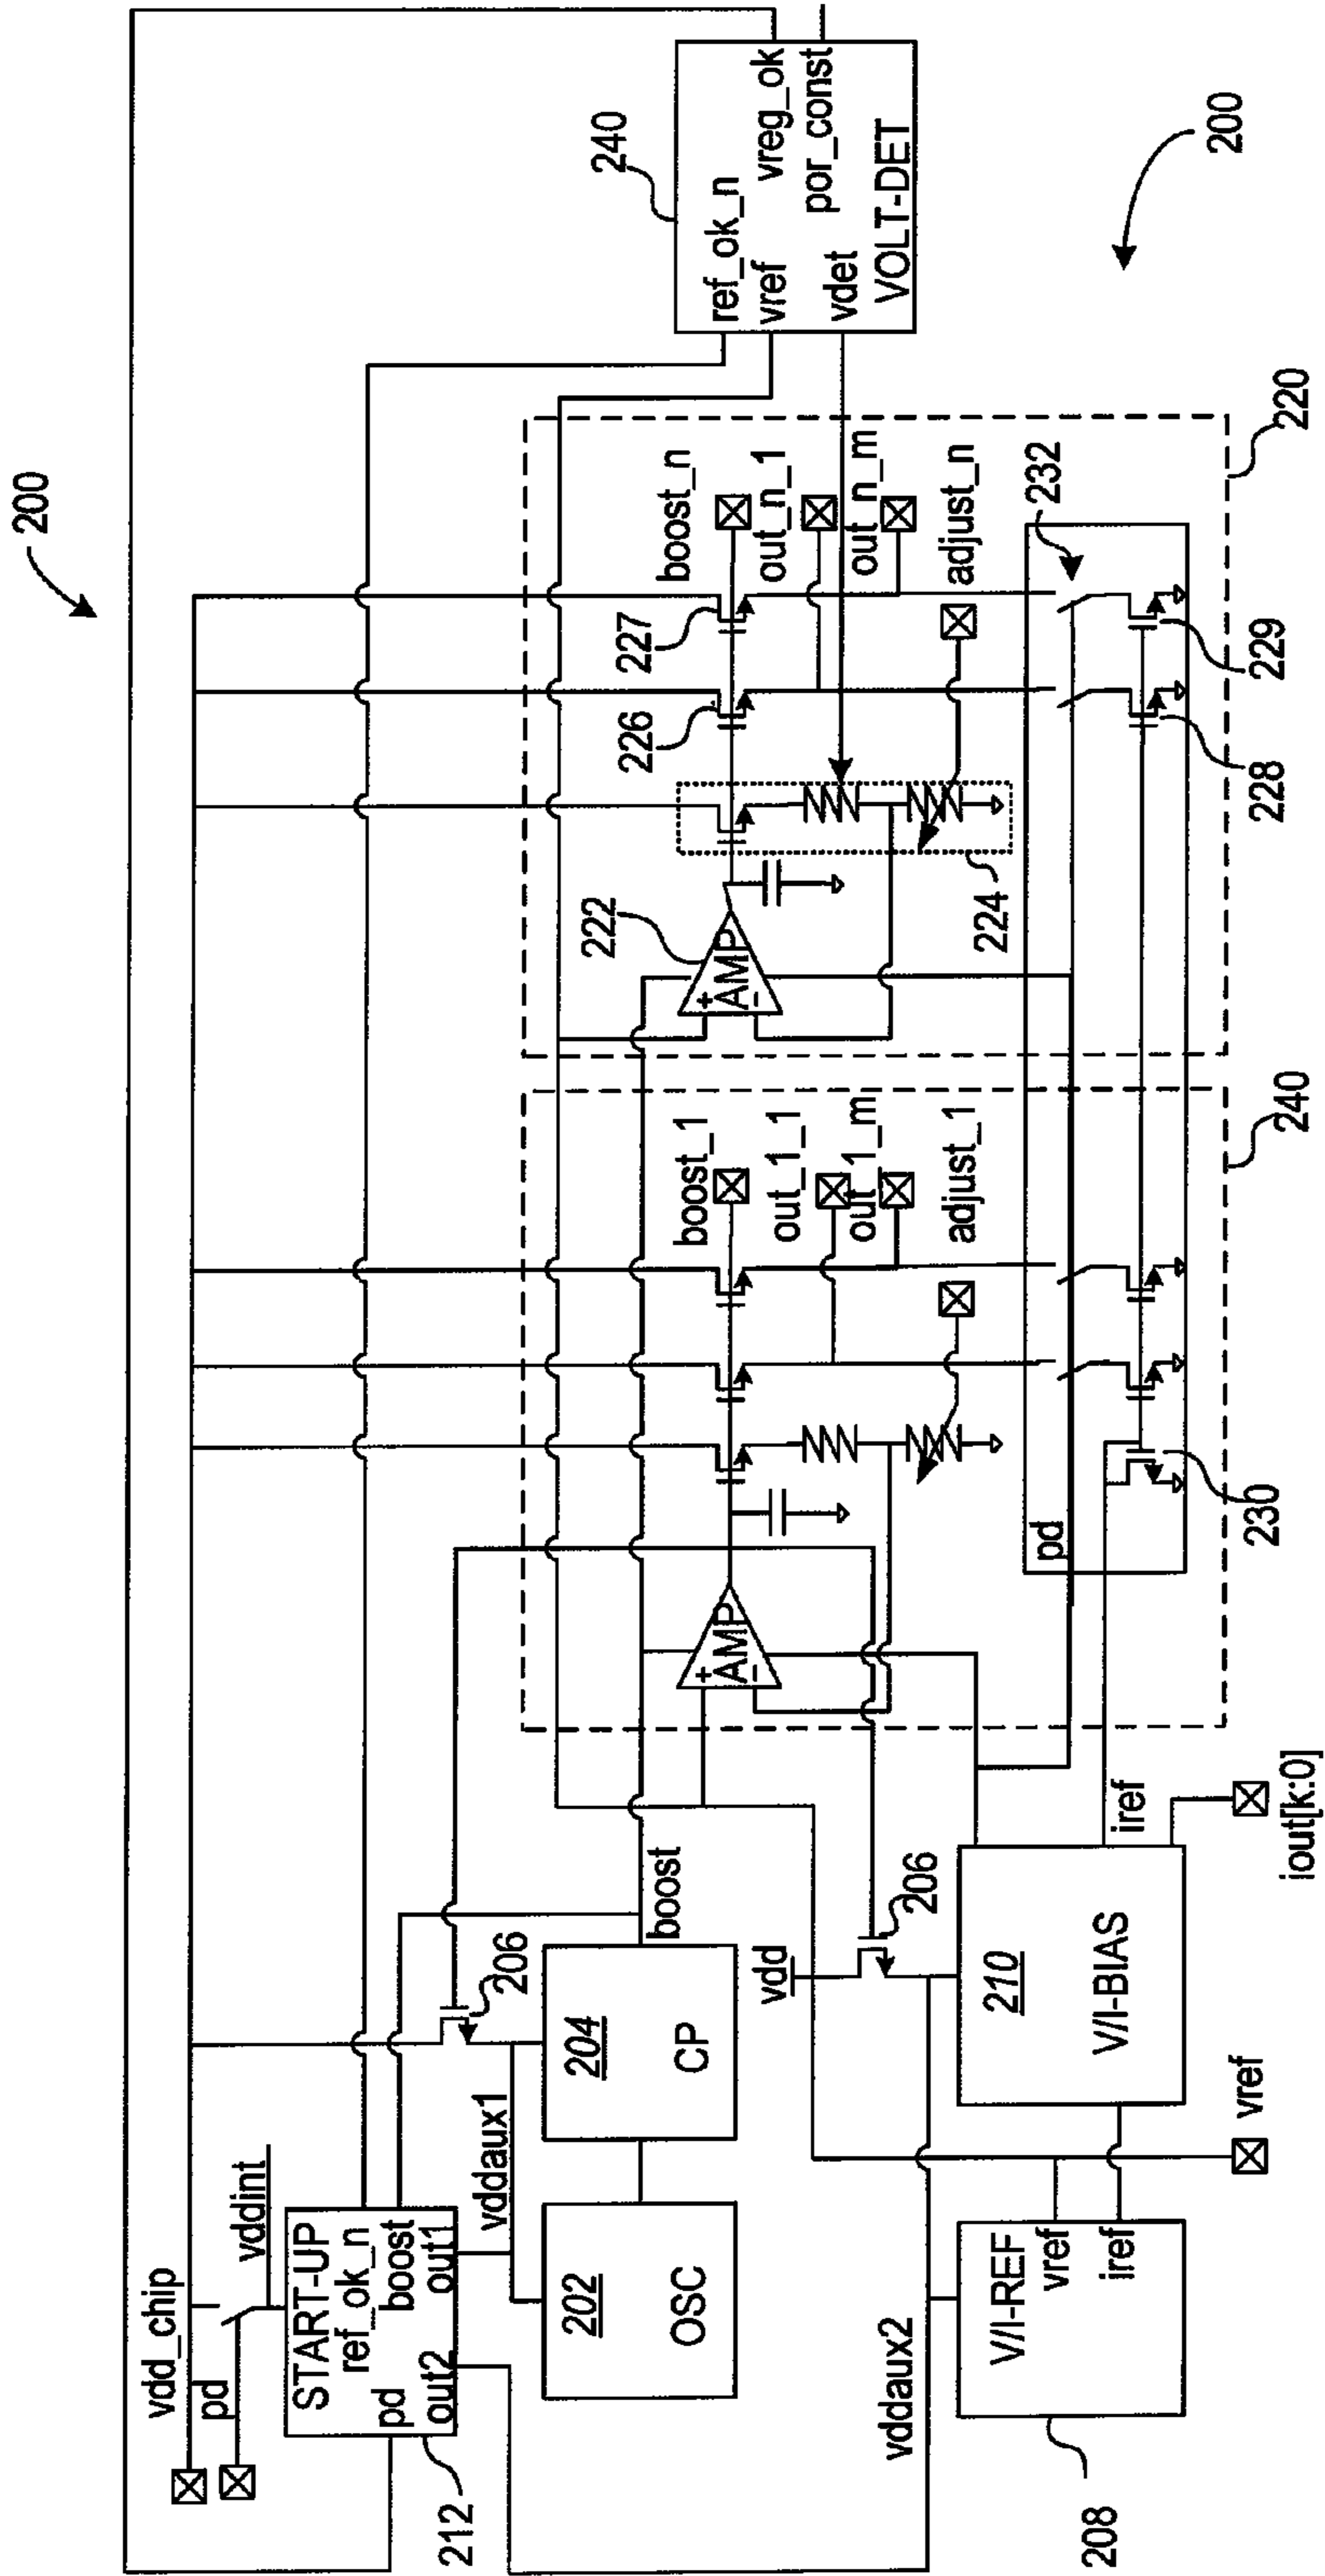 200
vdd_chip
pd
vddint
START-UP
ref_ok_n
boost
out1
pd
out2
212
vddaux1
206
202
OSC
204
CP
boost
vdd
206
vddaux2
V/I-REF
vref
iref
208
210
V/I-BIAS
iref
vref
iout[k:0]
+
AMP
−
boost_1
out_1_1
out_1_m
adjust_1
pd
230
240
222
+
AMP
−
224
226
227
boost_n
out_n_1
out_n_m
adjust_n
232
228
229
220
240
ref_ok_n
vref
vreg_ok
por_const
vdet
VOLT-DET
200